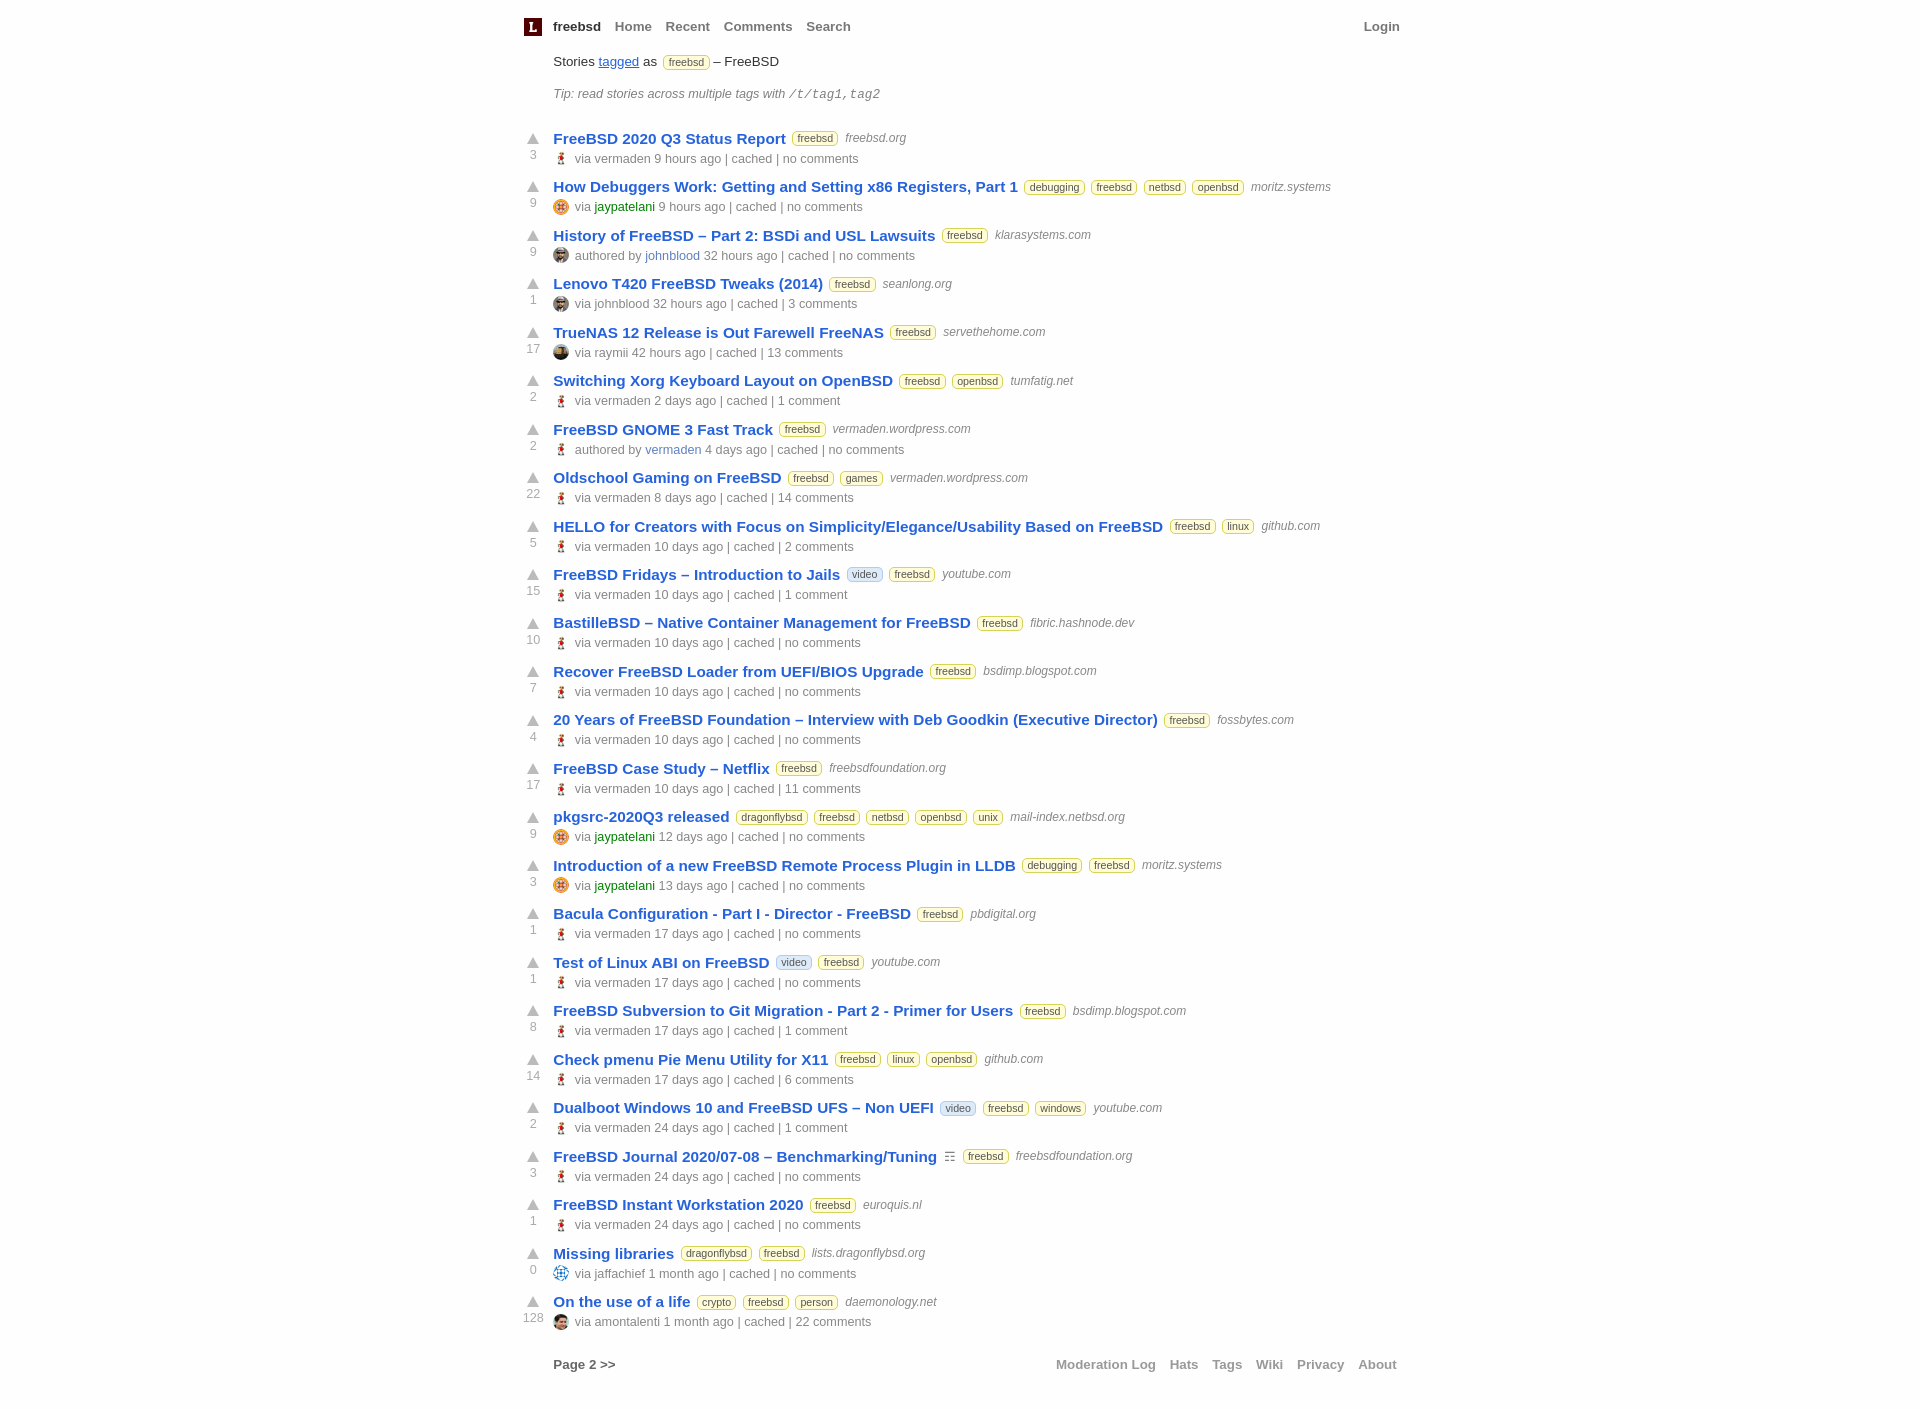 L freebsd Home Recent Comments Search Login
Stories tagged as freebsd – FreeBSD
Tip: read stories across multiple tags with /t/tag1,tag2
FreeBSD 2020 Q3 Status Report freebsd freebsd.org
3 via vermaden 9 hours ago | cached | no comments
How Debuggers Work: Getting and Setting x86 Registers, Part 1 debugging freebsd netbsd openbsd moritz.systems
9 via jaypatelani 9 hours ago | cached | no comments
History of FreeBSD – Part 2: BSDi and USL Lawsuits freebsd klarasystems.com
9 authored by johnblood 32 hours ago | cached | no comments
Lenovo T420 FreeBSD Tweaks (2014) freebsd seanlong.org
1 via johnblood 32 hours ago | cached | 3 comments
TrueNAS 12 Release is Out Farewell FreeNAS freebsd servethehome.com
17 via raymii 42 hours ago | cached | 13 comments
Switching Xorg Keyboard Layout on OpenBSD freebsd openbsd tumfatig.net
2 via vermaden 2 days ago | cached | 1 comment
FreeBSD GNOME 3 Fast Track freebsd vermaden.wordpress.com
2 authored by vermaden 4 days ago | cached | no comments
Oldschool Gaming on FreeBSD freebsd games vermaden.wordpress.com
22 via vermaden 8 days ago | cached | 14 comments
HELLO for Creators with Focus on Simplicity/Elegance/Usability Based on FreeBSD freebsd linux github.com
5 via vermaden 10 days ago | cached | 2 comments
FreeBSD Fridays – Introduction to Jails video freebsd youtube.com
15 via vermaden 10 days ago | cached | 1 comment
BastilleBSD – Native Container Management for FreeBSD freebsd fibric.hashnode.dev
10 via vermaden 10 days ago | cached | no comments
Recover FreeBSD Loader from UEFI/BIOS Upgrade freebsd bsdimp.blogspot.com
7 via vermaden 10 days ago | cached | no comments
20 Years of FreeBSD Foundation – Interview with Deb Goodkin (Executive Director) freebsd fossbytes.com
4 via vermaden 10 days ago | cached | no comments
FreeBSD Case Study – Netflix freebsd freebsdfoundation.org
17 via vermaden 10 days ago | cached | 11 comments
pkgsrc-2020Q3 released dragonflybsd freebsd netbsd openbsd unix mail-index.netbsd.org
9 via jaypatelani 12 days ago | cached | no comments
Introduction of a new FreeBSD Remote Process Plugin in LLDB debugging freebsd moritz.systems
3 via jaypatelani 13 days ago | cached | no comments
Bacula Configuration - Part I - Director - FreeBSD freebsd pbdigital.org
1 via vermaden 17 days ago | cached | no comments
Test of Linux ABI on FreeBSD video freebsd youtube.com
1 via vermaden 17 days ago | cached | no comments
FreeBSD Subversion to Git Migration - Part 2 - Primer for Users freebsd bsdimp.blogspot.com
8 via vermaden 17 days ago | cached | 1 comment
Check pmenu Pie Menu Utility for X11 freebsd linux openbsd github.com
14 via vermaden 17 days ago | cached | 6 comments
Dualboot Windows 10 and FreeBSD UFS – Non UEFI video freebsd windows youtube.com
2 via vermaden 24 days ago | cached | 1 comment
FreeBSD Journal 2020/07-08 – Benchmarking/Tuning ☶ freebsd freebsdfoundation.org
3 via vermaden 24 days ago | cached | no comments
FreeBSD Instant Workstation 2020 freebsd euroquis.nl
1 via vermaden 24 days ago | cached | no comments
Missing libraries dragonflybsd freebsd lists.dragonflybsd.org
0 via jaffachief 1 month ago | cached | no comments
On the use of a life crypto freebsd person daemonology.net
128 via amontalenti 1 month ago | cached | 22 comments
Page 2 >> Moderation Log Hats Tags Wiki Privacy About